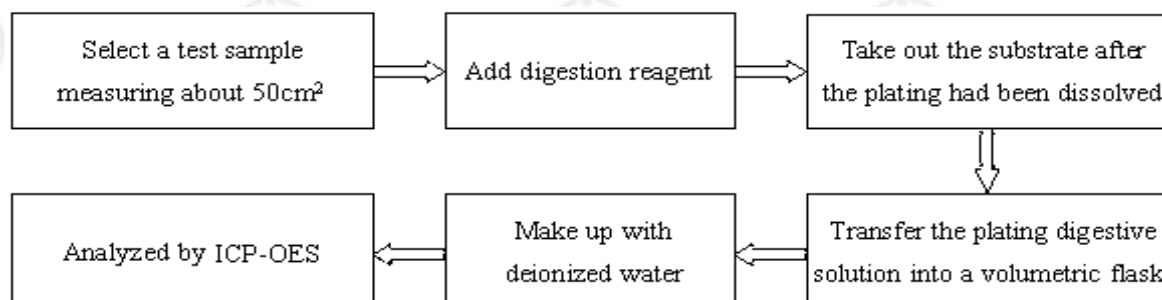 Select a test sample
measuring about 50cm²
Add digestion reagent
Take out the substrate after
the plating had been dissolved
Transfer the plating digestive
solution into a volumetric flask
Make up with
deionized water
Analyzed by ICP-OES